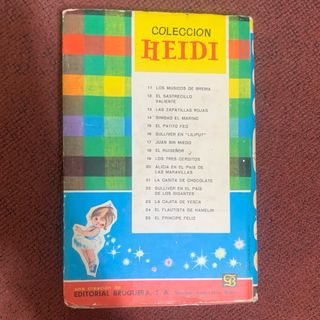 COLECCION
HEIDI
11 LOS MUSICOS DE BREMA
12 EL SASTRECILLO
VALIENTE
13 LAS ZAPATILLAS ROJAS
14 SIMBAD EL MARINO
15 EL PATITO FEO
16 GULLIVER EN "LILIPUT"
17 JUAN SIN MIEDO
18 EL RUISEÑOR
19 LOS TRES CERDITOS
20 ALICIA EN EL PAIS DE
LAS MARAVILLAS
21 LA CASITA DE CHOCOLATE
22 GULLIVER EN EL PAIS
DE LOS GIGANTES
23 LA CAJITA DE YESCA
24 EL FLAUTISTA DE HAMELIN
25 EL PRINCIPE FELIZ
UNA CREACION DE
EDITORIAL BRUGUERA, S. A.